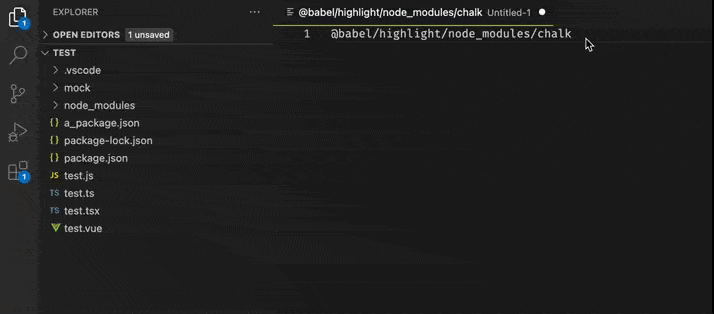 EXPLORER ···
OPEN EDITORS 1 unsaved
TEST
.vscode
mock
node_modules
{} a_package.json
{} package-lock.json
{} package.json
JS test.js
TS test.ts
TS test.tsx
test.vue
1
1
@babel/highlight/node_modules/chalk Untitled-1
1 @babel/highlight/node_modules/chalk